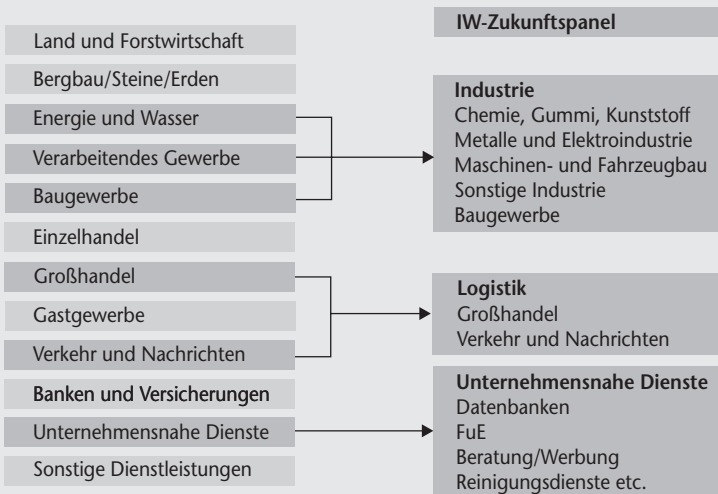 Land und Forstwirtschaft
Bergbau/Steine/Erden
Energie und Wasser
Verarbeitendes Gewerbe
Baugewerbe
Einzelhandel
Großhandel
Gastgewerbe
Verkehr und Nachrichten
Banken und Versicherungen
Unternehmensnahe Dienste
Sonstige Dienstleistungen
IW-Zukunftspanel
Industrie
Chemie, Gummi, Kunststoff
Metalle und Elektroindustrie
Maschinen- und Fahrzeugbau
Sonstige Industrie
Baugewerbe
Logistik
Großhandel
Verkehr und Nachrichten
Unternehmensnahe Dienste
Datenbanken
FuE
Beratung/Werbung
Reinigungsdienste etc.